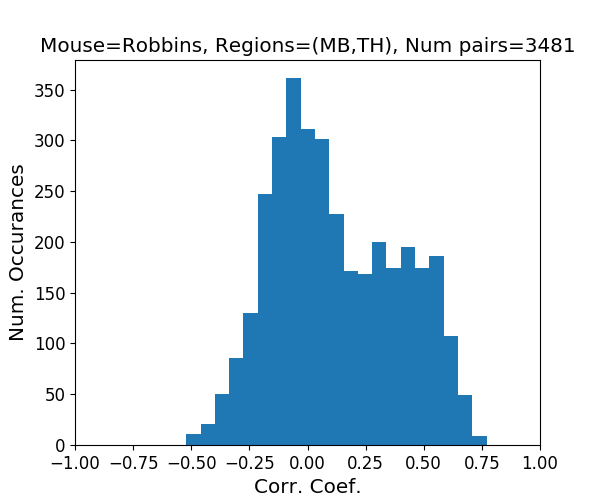 Mouse=Robbins, Regions=(MB,TH), Num pairs=3481
350
300
250
200
150
100
50
0
Num. Occurances
−1.00 −0.75 −0.50 −0.25 0.00 0.25 0.50 0.75 1.00
Corr. Coef.